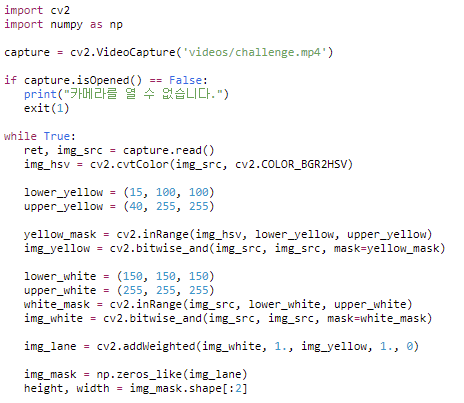 import cv2
import numpy as np

capture = cv2.VideoCapture('videos/challenge.mp4')

if capture.isOpened() == False:
   print("카메라를 열 수 없습니다.")
   exit(1)

while True:
   ret, img_src = capture.read()
   img_hsv = cv2.cvtColor(img_src, cv2.COLOR_BGR2HSV)

   lower_yellow = (15, 100, 100)
   upper_yellow = (40, 255, 255)

   yellow_mask = cv2.inRange(img_hsv, lower_yellow, upper_yellow)
   img_yellow = cv2.bitwise_and(img_src, img_src, mask=yellow_mask)

   lower_white = (150, 150, 150)
   upper_white = (255, 255, 255)
   white_mask = cv2.inRange(img_src, lower_white, upper_white)
   img_white = cv2.bitwise_and(img_src, img_src, mask=white_mask)

   img_lane = cv2.addWeighted(img_white, 1., img_yellow, 1., 0)

   img_mask = np.zeros_like(img_lane)
   height, width = img_mask.shape[:2]